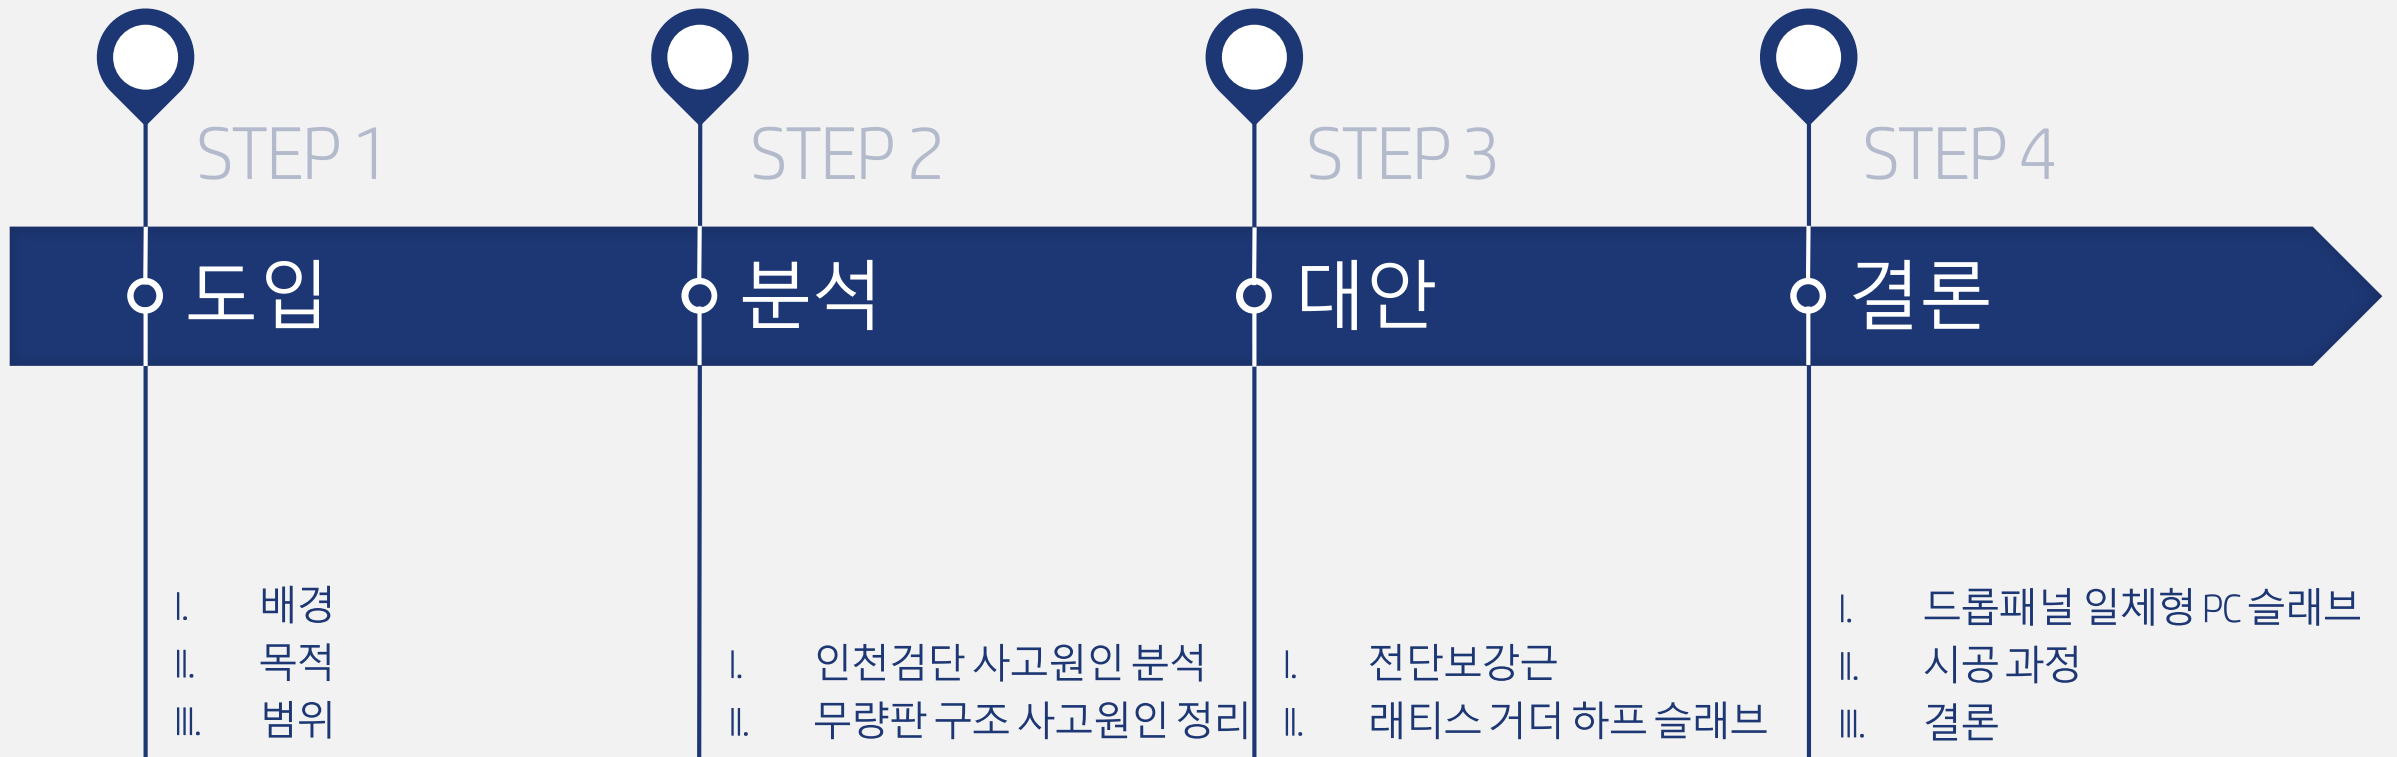 STEP 1
도입
I. 배경
II. 목적
III. 범위
STEP 2
분석
I. 인천검단 사고원인 분석
II. 무량판 구조 사고원인 정리
STEP 3
대안
I. 전단보강근
II. 래티스 거더 하프 슬래브
STEP 4
결론
I. 드롭패널 일체형 PC 슬래브
II. 시공 과정
III. 결론